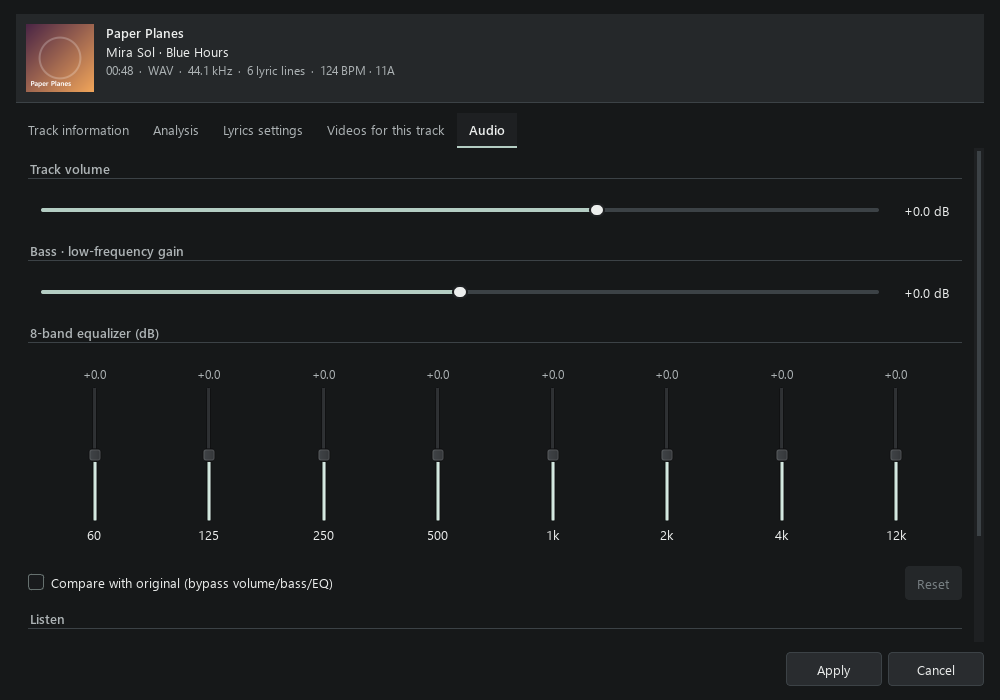 Paper Planes
Mira Sol · Blue Hours
00:48 · WAV · 44.1 kHz · 6 lyric lines · 124 BPM · 11A
Paper Planes
Track information Analysis Lyrics settings Videos for this track Audio
Track volume
+0.0 dB
Bass · low-frequency gain
+0.0 dB
8-band equalizer (dB)
+0.0 +0.0 +0.0 +0.0 +0.0 +0.0 +0.0 +0.0
60 125 250 500 1k 2k 4k 12k
Compare with original (bypass volume/bass/EQ)
Reset
Listen
Apply Cancel